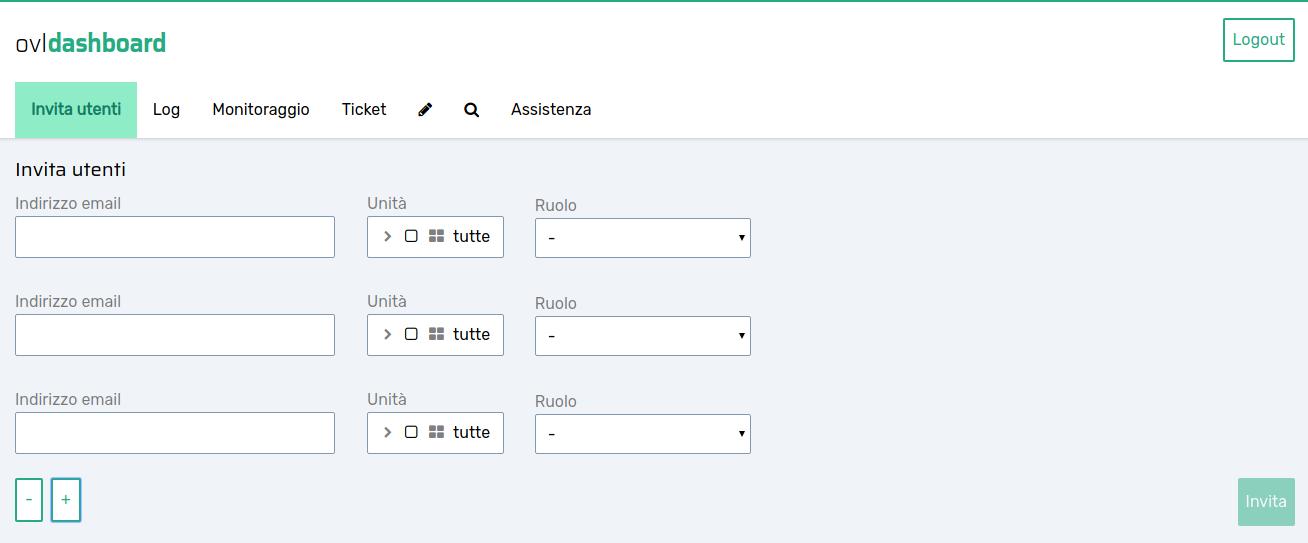 ovldashboard
Logout
Invita utenti Log Monitoraggio Ticket Assistenza
Invita utenti
Indirizzo email Unità Ruolo
tutte -
Indirizzo email Unità Ruolo
tutte -
Indirizzo email Unità Ruolo
tutte -
- + Invita